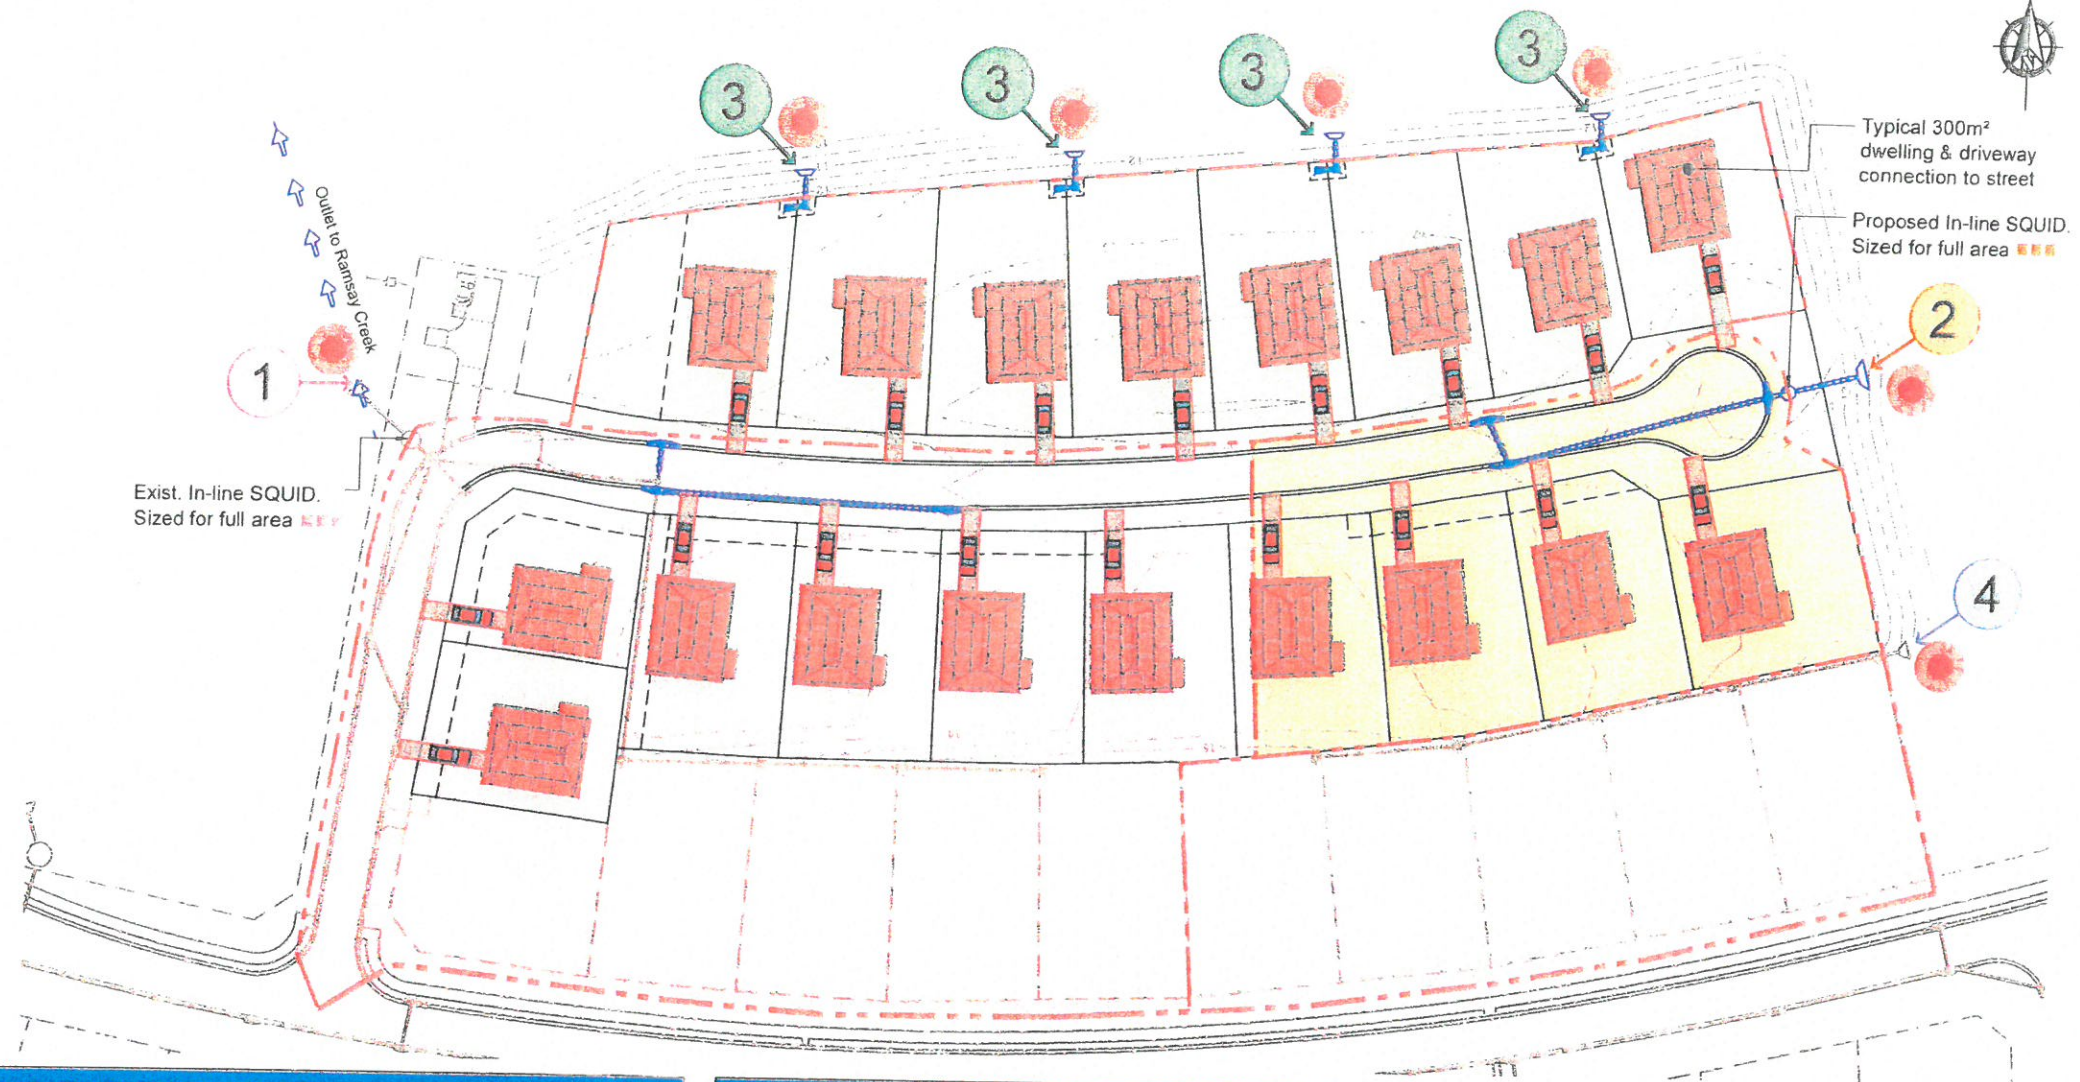 3
3
3
3
Typical 300m²
dwelling & driveway
connection to street
Proposed In-line SQUID.
Sized for full area
2
Outlet to Ramsay Creek
1
Exist. In-line SQUID.
Sized for full area
4